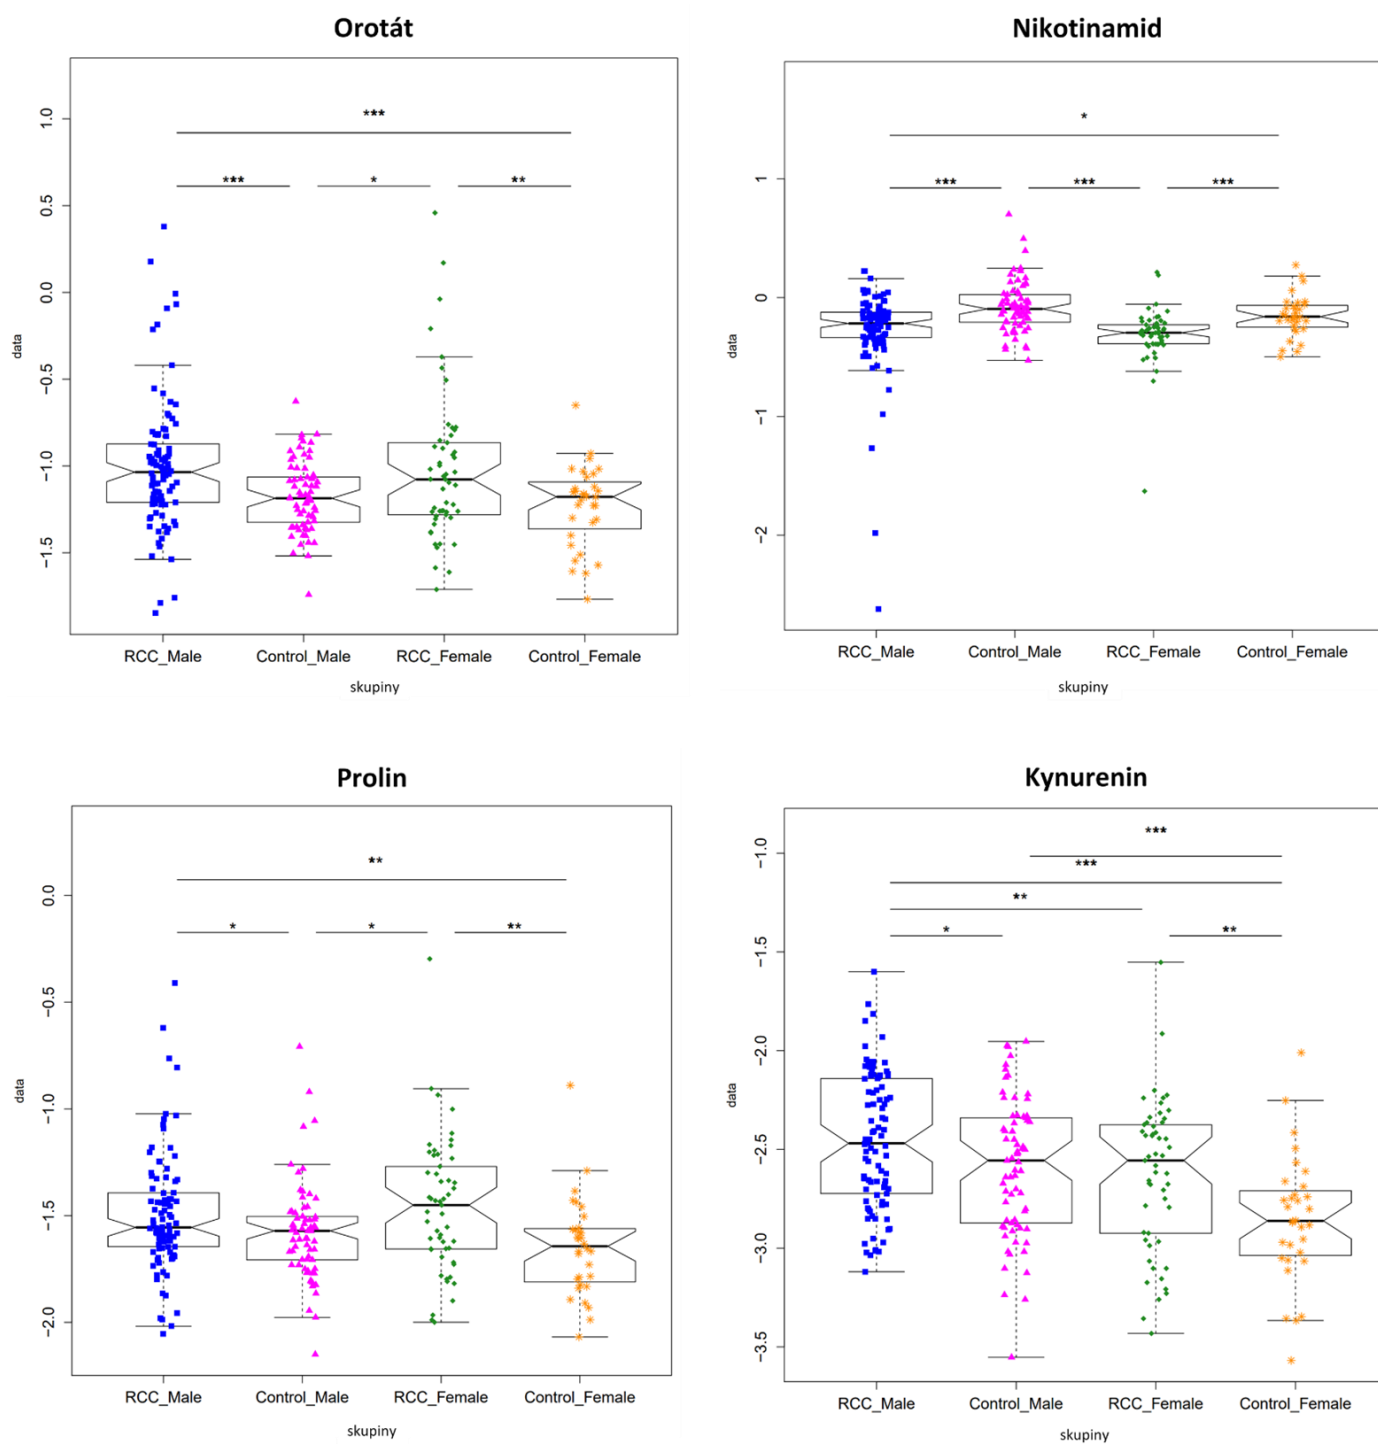 Orotát
***
*** * **
1.0
0.5
0.0
−0.5
−1.0
−1.5
data
RCC_Male Control_Male RCC_Female Control_Female
skupiny
Nikotinamid
*
*** *** ***
1
0
−1
−2
data
RCC_Male Control_Male RCC_Female Control_Female
skupiny
Prolin
**
* * **
0.0
−0.5
−1.0
−1.5
−2.0
data
RCC_Male Control_Male RCC_Female Control_Female
skupiny
Kynurenin
***
***
**
* **
−1.0
−1.5
−2.0
−2.5
−3.0
−3.5
data
RCC_Male Control_Male RCC_Female Control_Female
skupiny